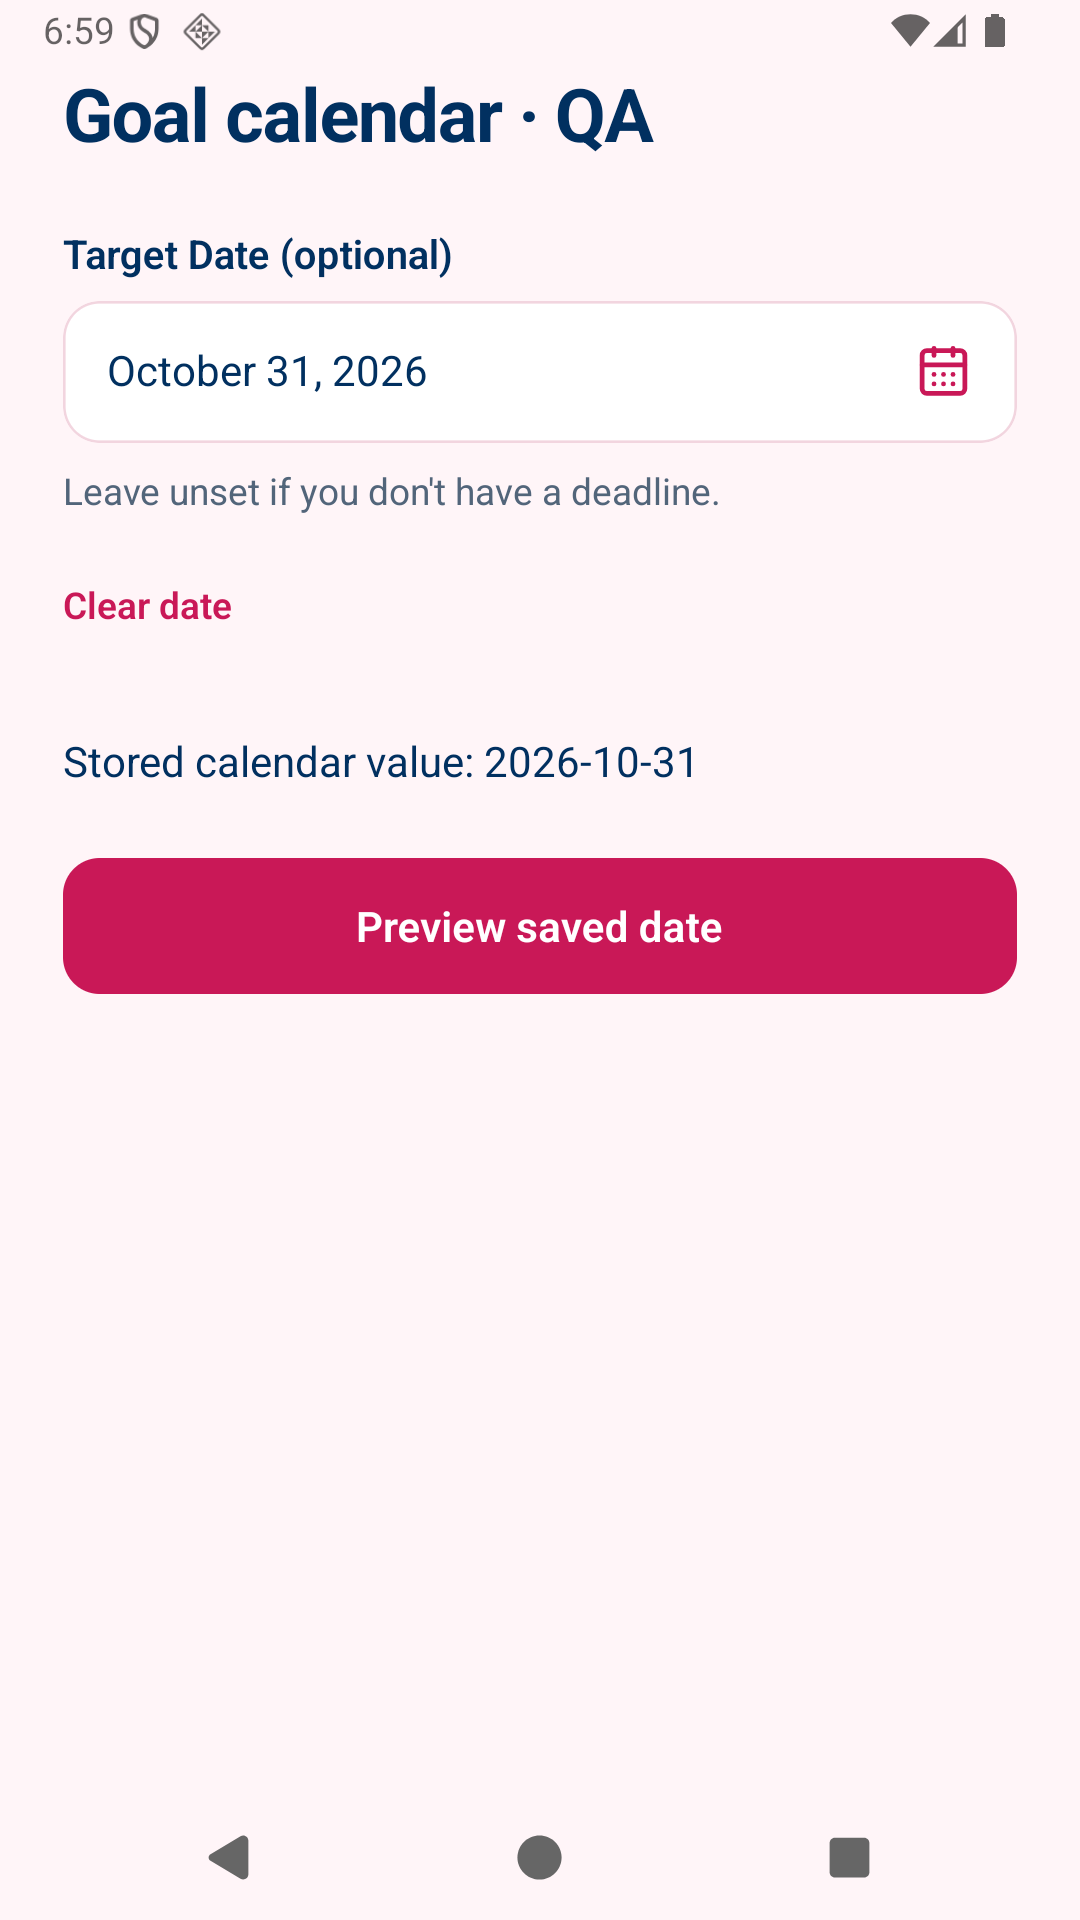 6:59
Goal calendar · QA
Target Date (optional)
October 31, 2026
Leave unset if you don't have a deadline.
Clear date
Stored calendar value: 2026-10-31
Preview saved date